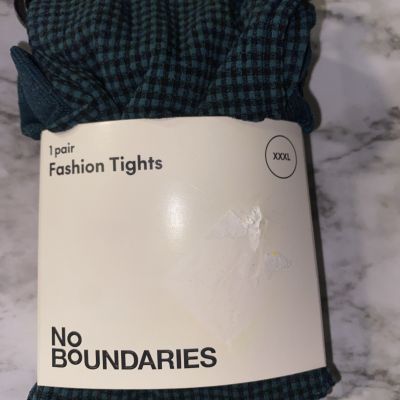 1 pair
Fashion Tights
XXXL
No
BoUNDARIES